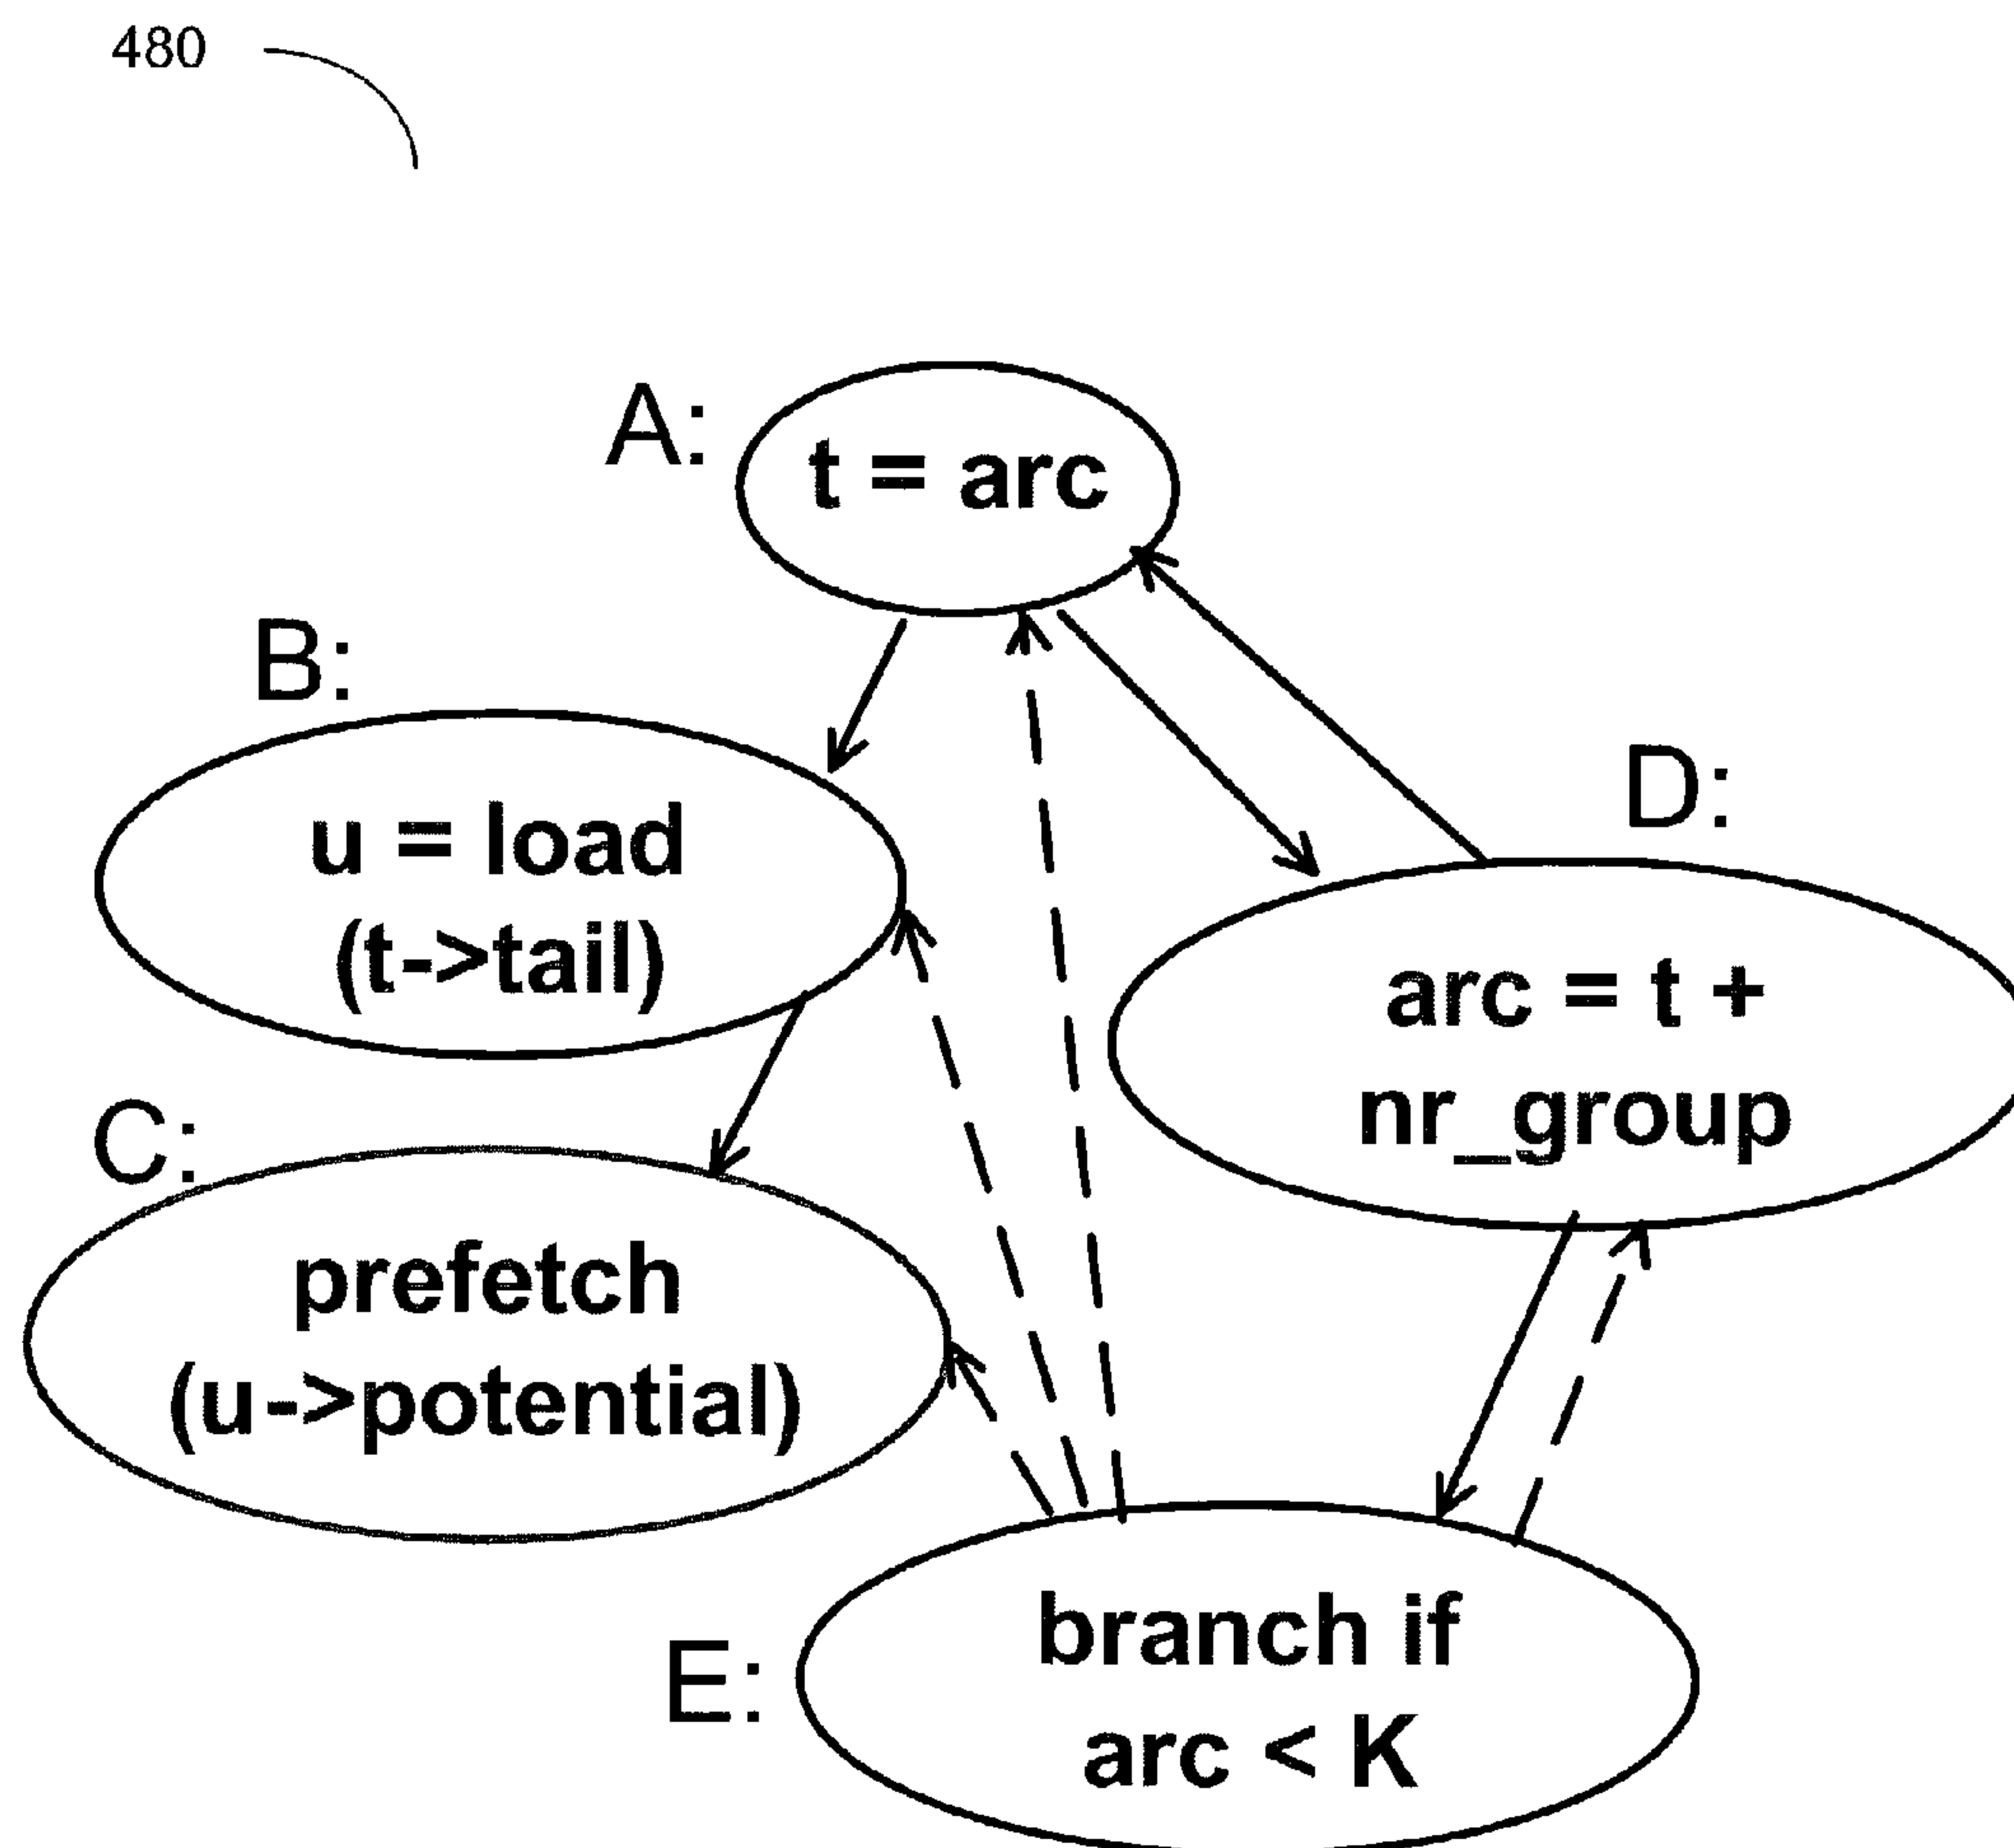 480
A:
t = arc
B:
u = load
(t->tail)
C:
prefetch
(u->potential)
D:
arc = t +
nr_group
E:
branch if
arc < K